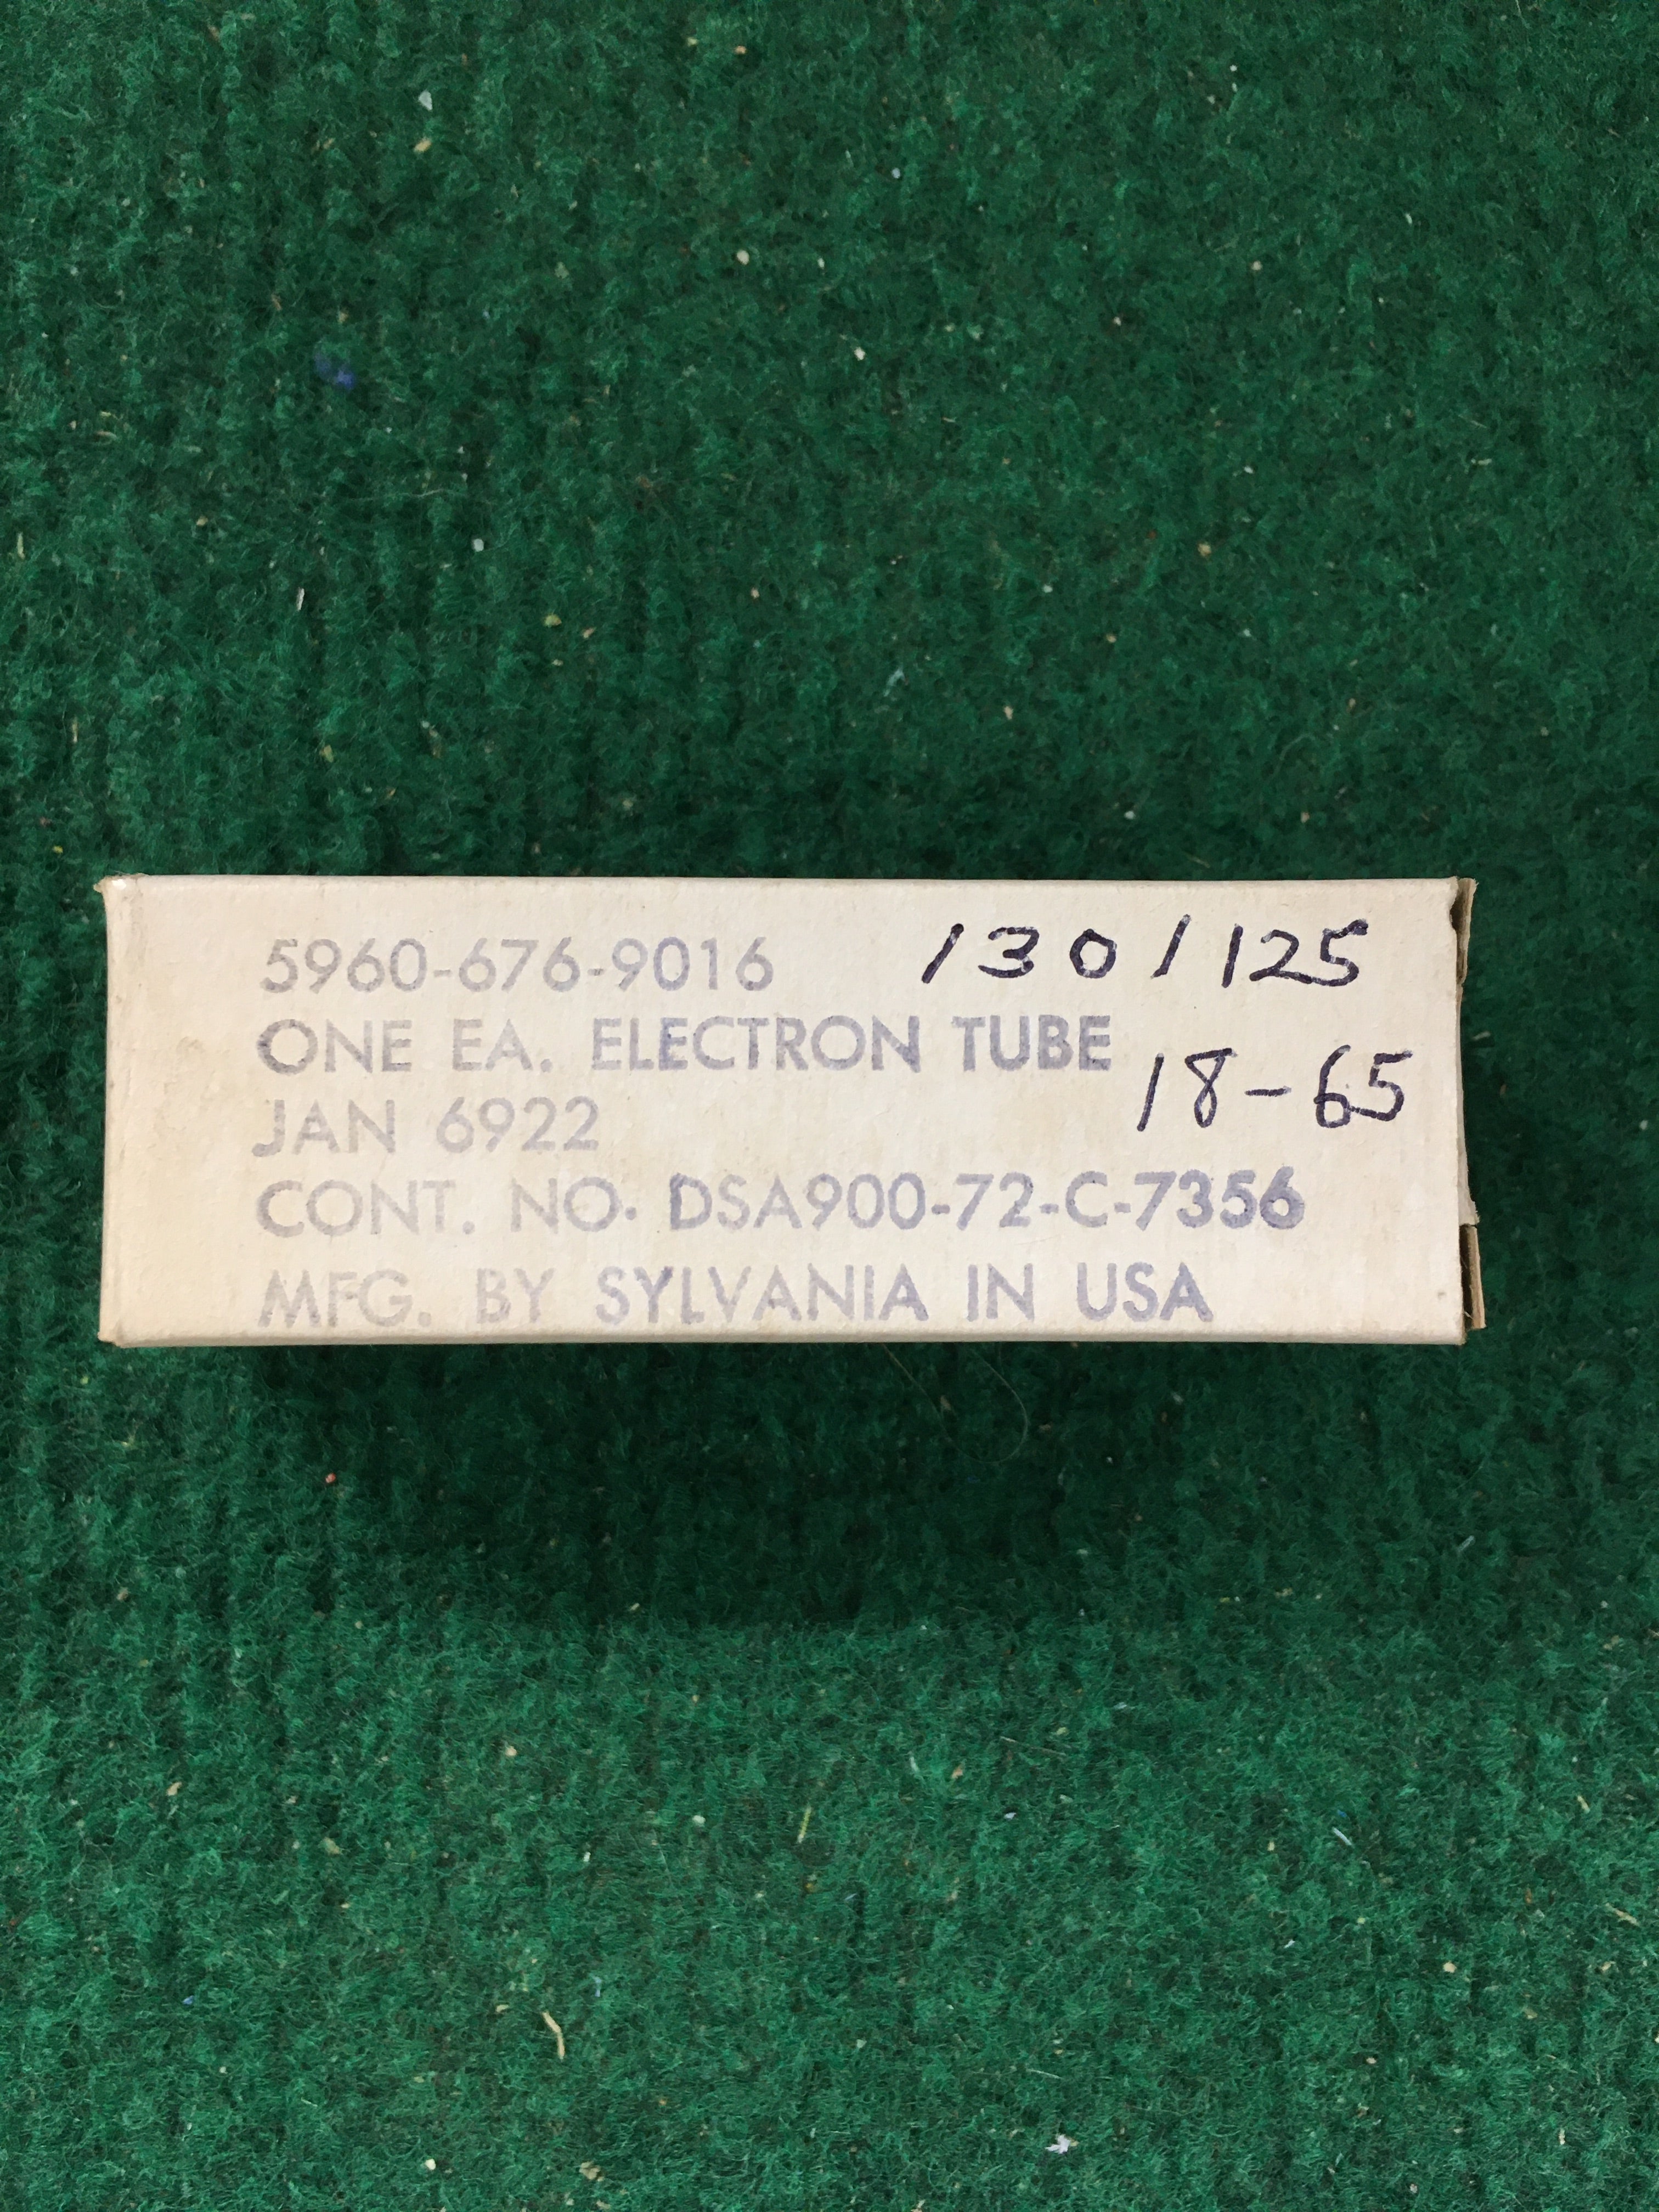 5960-676-9016 130/125
ONE EA. ELECTRON TUBE
18-65
JAN 6922
CONT. NO. DSA900-72-C-7356
MFG. BY SYLVANIA IN USA